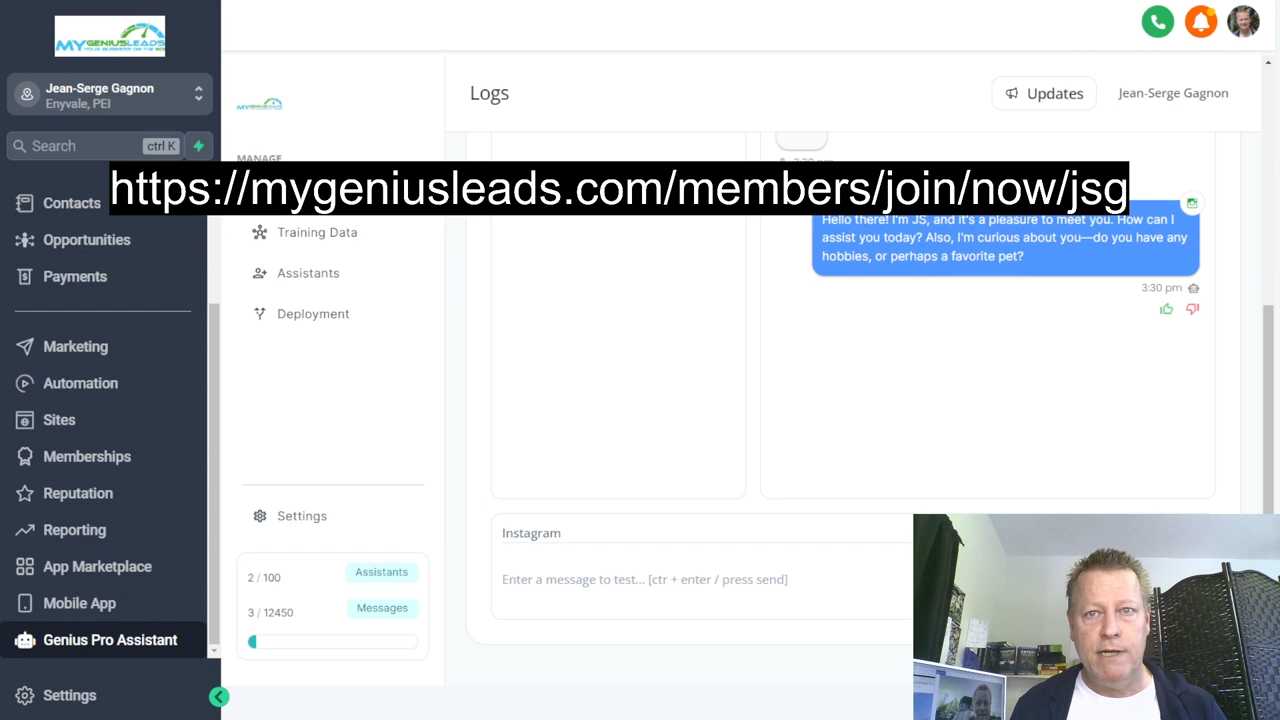 MYGENIUSLEADS
Jean-Serge Gagnon
Enyvale, PEI
Search
ctrl K
Contacts
Opportunities
Payments
Marketing
Automation
Sites
Memberships
Reputation
Reporting
App Marketplace
Mobile App
Genius Pro Assistant
Settings
MANAGE
Training Data
Assistants
Deployment
Settings
2 / 100
Assistants
3 / 12450
Messages
Logs
Updates
Jean-Serge Gagnon
https://mygeniusleads.com/members/join/now/jsg
Hello there! I'm JS, and it's a pleasure to meet you. How can I
assist you today? Also, I'm curious about you—do you have any
hobbies, or perhaps a favorite pet?
3:30 pm
Instagram
Enter a message to test... [ctr + enter / press send]